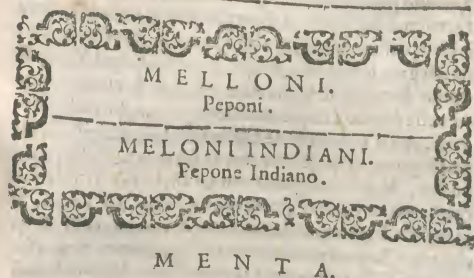 MELLONI.
Peponi.
MELONI INDIANI.
Pepone Indiano.
MENTA.